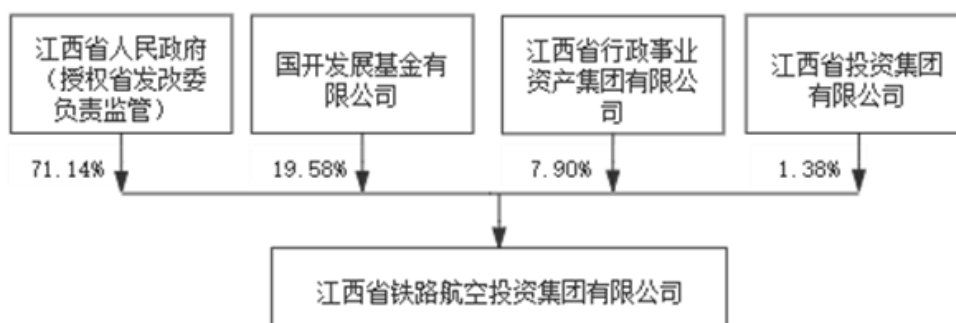 江西省人民政府
（授权省发改委
负责监管）
国开发展基金有
限公司
江西省行政事业
资产集团有限公
司
江西省投资集团
有限公司
71.14%
19.58%
7.90%
1.38%
江西省铁路航空投资集团有限公司